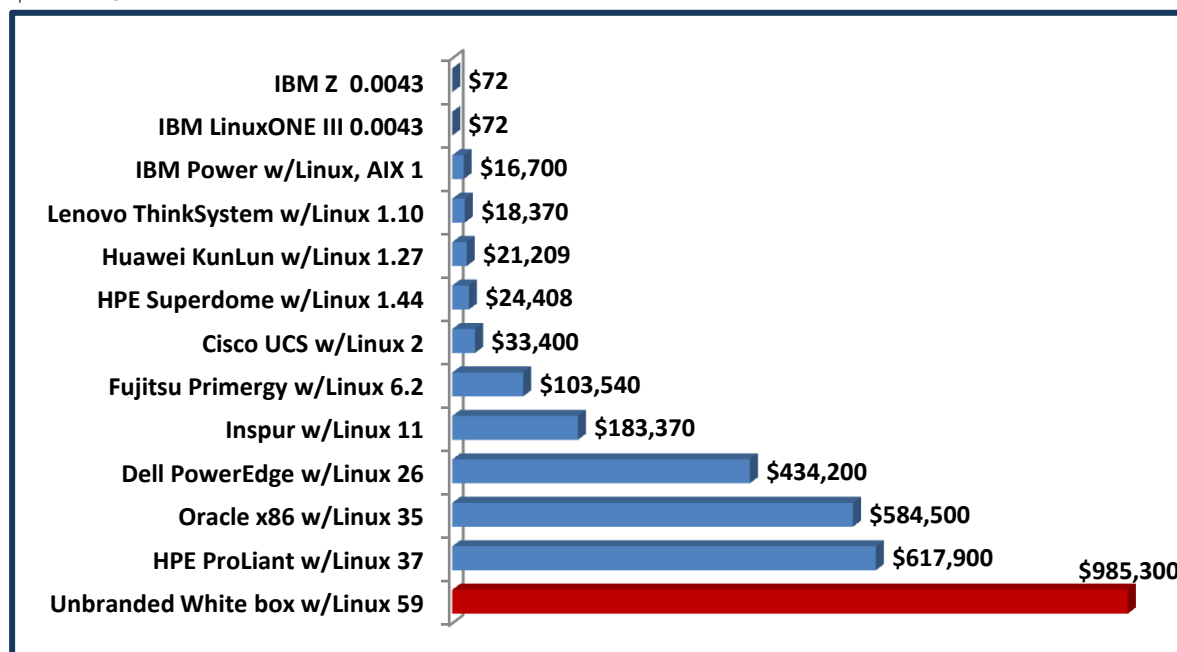 IBM Z  0.0043 $72
IBM LinuxONE III 0.0043 $72
IBM Power w/Linux, AIX 1 $16,700
Lenovo ThinkSystem w/Linux 1.10 $18,370
Huawei KunLun w/Linux 1.27 $21,209
HPE Superdome w/Linux 1.44 $24,408
Cisco UCS w/Linux 2 $33,400
Fujitsu Primergy w/Linux 6.2 $103,540
Inspur w/Linux 11 $183,370
Dell PowerEdge w/Linux 26 $434,200
Oracle x86 w/Linux 35 $584,500
HPE ProLiant w/Linux 37 $617,900
Unbranded White box w/Linux 59 $985,300